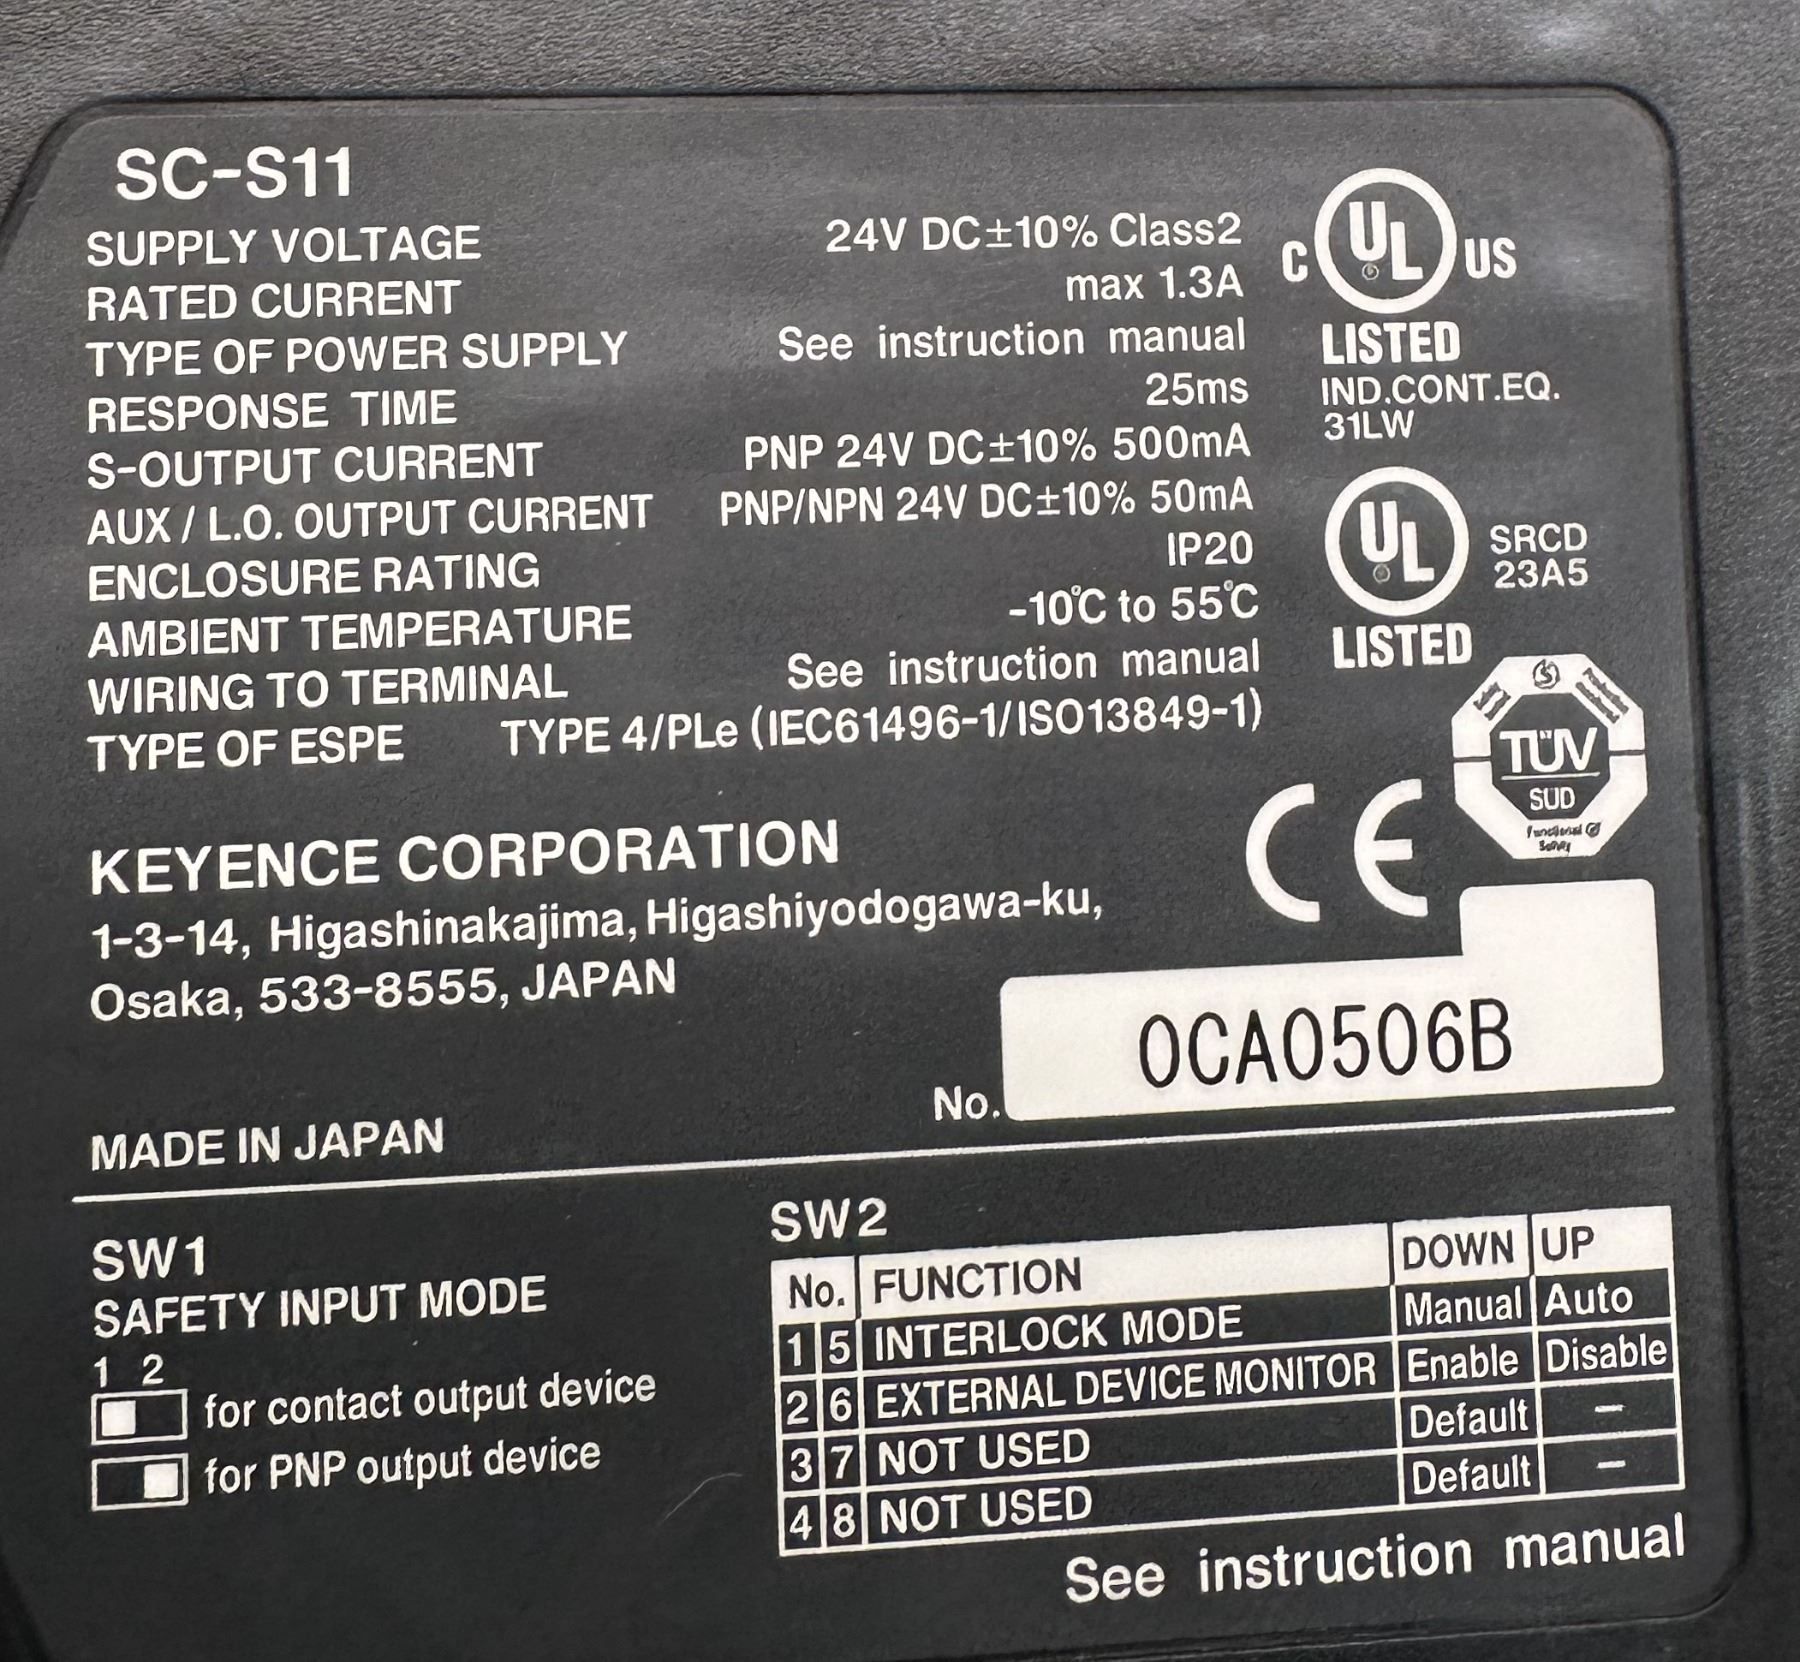 SC-S11
SUPPLY VOLTAGE 24V DC±10% Class2
RATED CURRENT max 1.3A
TYPE OF POWER SUPPLY See instruction manual
RESPONSE TIME 25ms
S-OUTPUT CURRENT PNP 24V DC±10% 500mA
AUX / L.O. OUTPUT CURRENT PNP/NPN 24V DC±10% 50mA
ENCLOSURE RATING IP20
AMBIENT TEMPERATURE -10℃ to 55℃
WIRING TO TERMINAL See instruction manual
TYPE OF ESPE TYPE 4/PLe (IEC61496-1/ISO13849-1)
C UL US
LISTED
IND.CONT.EQ.
31LW
UL SRCD
23A5
LISTED
TÜV
SUD
Functional
CE
KEYENCE CORPORATION
1-3-14, Higashinakajima, Higashiyodogawa-ku,
Osaka, 533-8555, JAPAN
No. 0CA0506B
MADE IN JAPAN
SW1
SAFETY INPUT MODE
1 2
for contact output device
for PNP output device
SW2
No. FUNCTION DOWN UP
1 5 INTERLOCK MODE Manual Auto
2 6 EXTERNAL DEVICE MONITOR Enable Disable
3 7 NOT USED Default –
4 8 NOT USED Default –
See instruction manual